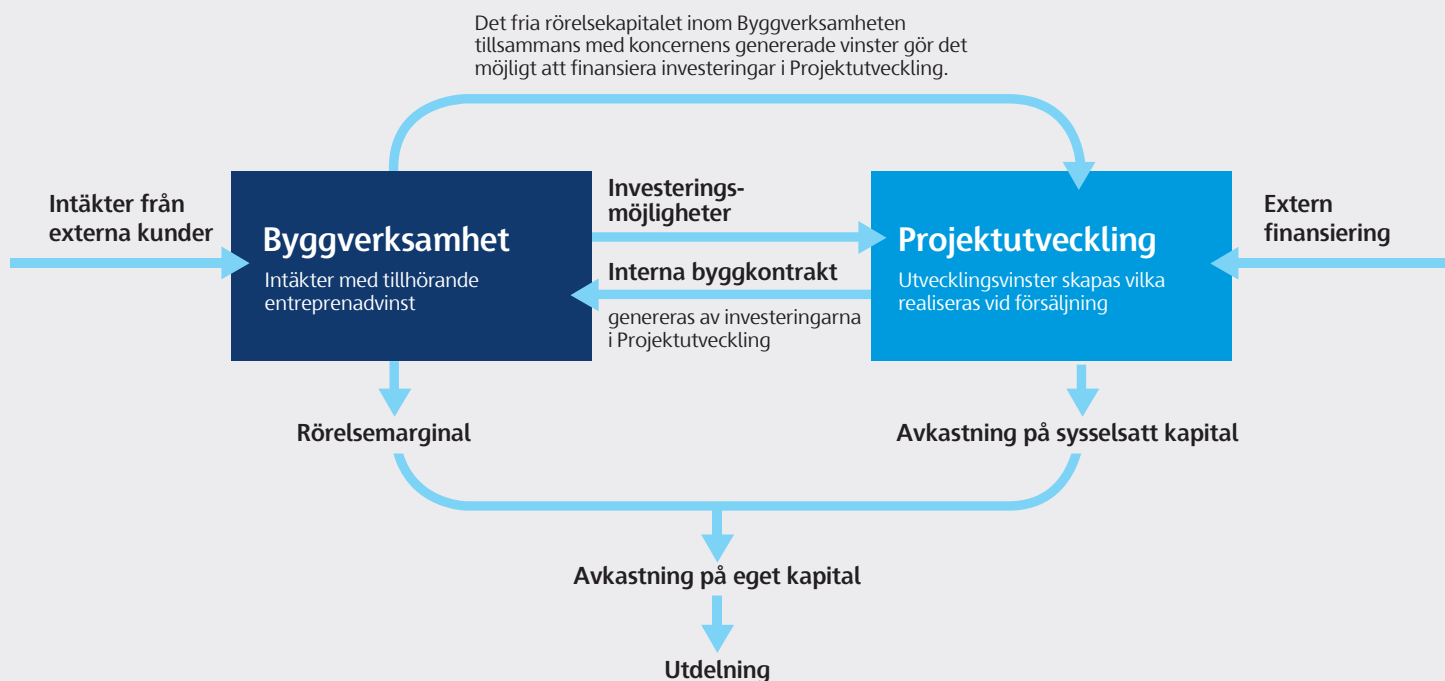 Det fria rörelsekapitalet inom Byggverksamheten
tillsammans med koncernens genererade vinster gör det
möjligt att finansiera investeringar i Projektutveckling.
Intäkter från
externa kunder
Byggverksamhet
Intäkter med tillhörande
entreprenadvinst
Investerings-
möjligheter
Interna byggkontrakt
genereras av investeringarna
i Projektutveckling
Projektutveckling
Utvecklingsvinster skapas vilka
realiseras vid försäljning
Extern
finansiering
Rörelsemarginal
Avkastning på sysselsatt kapital
Avkastning på eget kapital
Utdelning